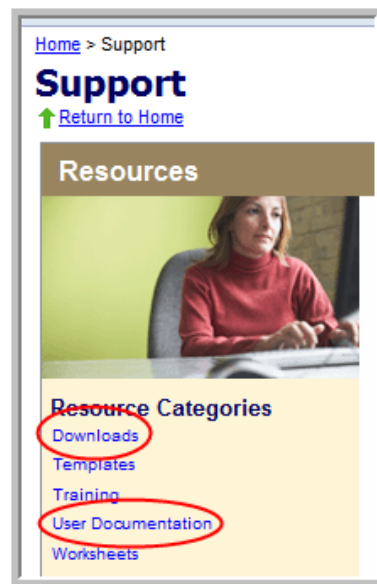 Home > Support
Support
Return to Home
Resources
Resource Categories
Downloads
Templates
Training
User Documentation
Worksheets